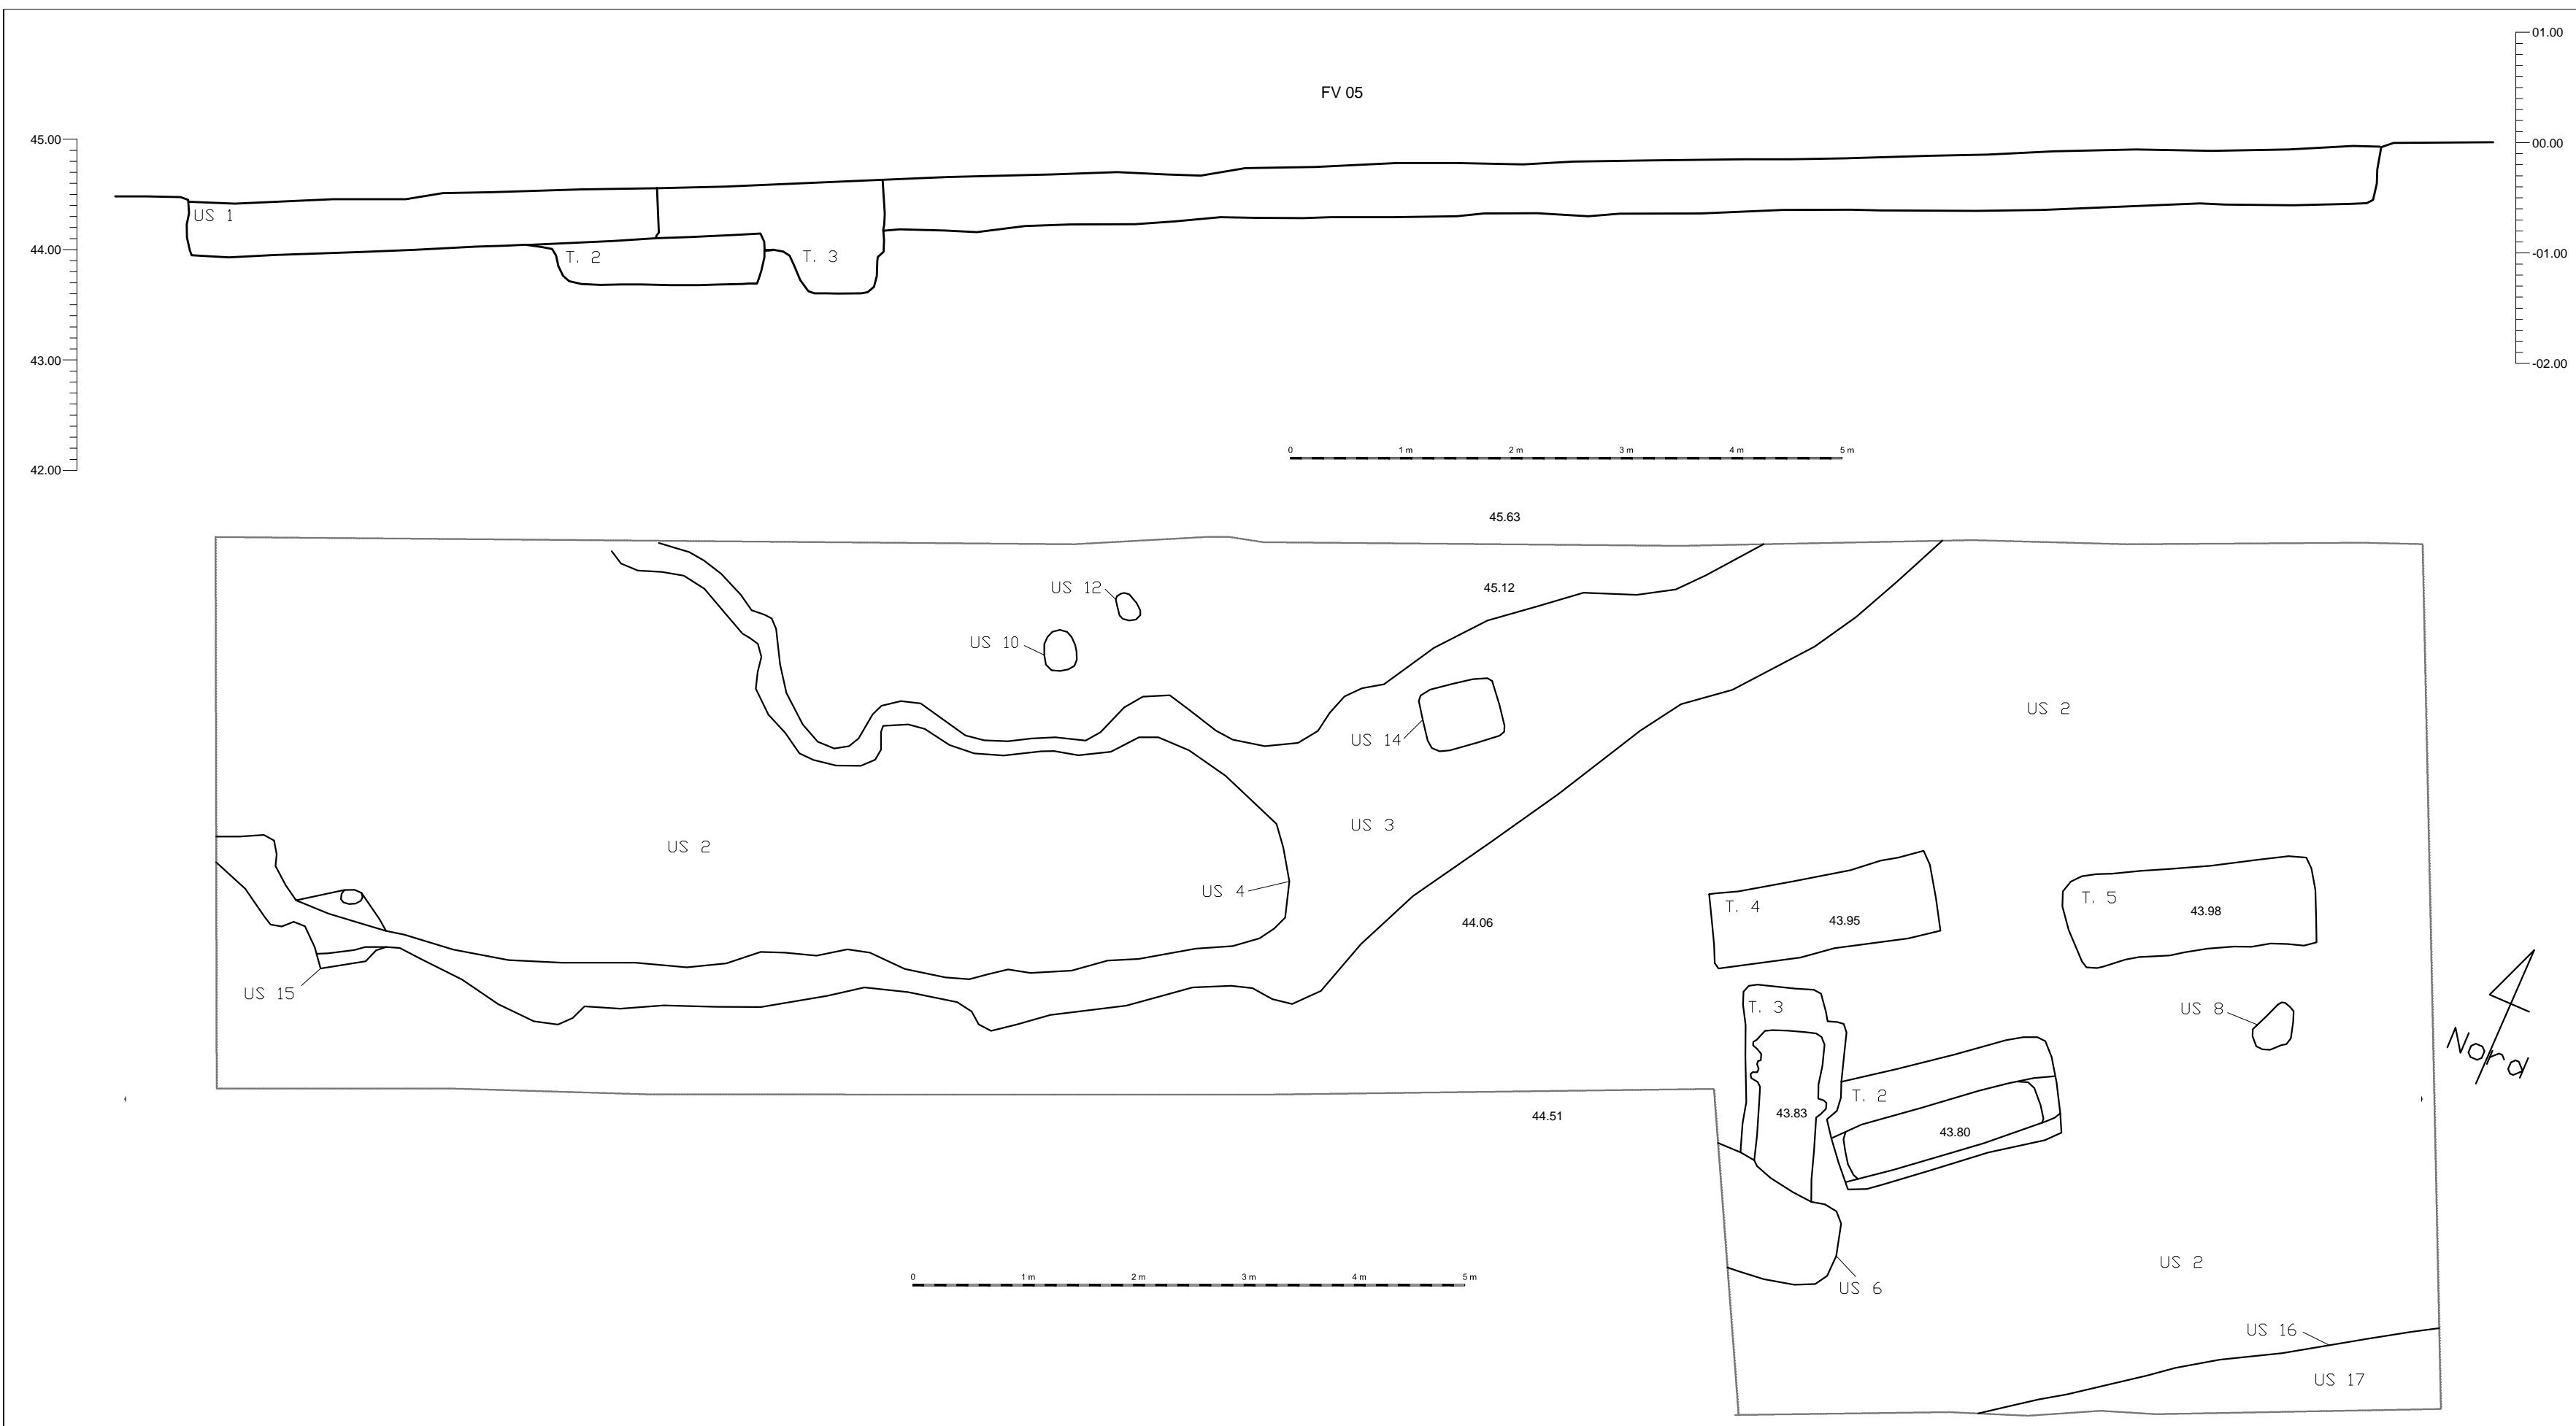 01.00
FV 05
45.00
00.00
US 1
44.00
T. 2
T. 3
-01.00
43.00
-02.00
0 1 m 2 m 3 m 4 m 5 m
42.00
45.63
US 12
45.12
US 10
US 2
US 14
US 3
US 2
US 4
T. 4
T. 5
43.95
43.98
44.06
US 15
T. 3
US 8
Nord
T. 2
43.83
44.51
43.80
US 2
0 1 m 2 m 3 m 4 m 5 m
US 6
US 16
US 17